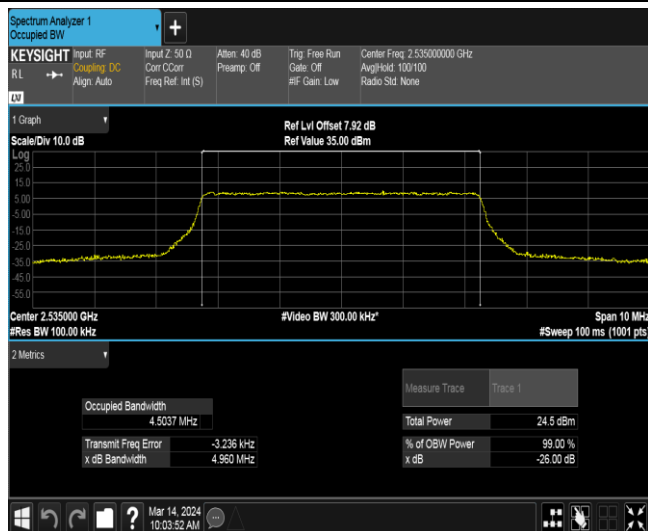 Spectrum Analyzer 1
Occupied BW
+
KEYSIGHT Input: RF Input Z: 50 Ω Atten: 40 dB Trig: Free Run Center Freq: 2.535000000 GHz
RL Coupling: DC Corr CCorr Preamp: Off Gate: Off Avg|Hold: 100/100
Align: Auto Freq Ref: Int (S) #IF Gain: Low Radio Std: None
LXI
1 Graph
Ref Lvl Offset 7.92 dB
Scale/Div 10.0 dB Ref Value 35.00 dBm
Log
25.0
15.0
5.00
-5.00
-15.0
-25.0
-35.0
-45.0
-55.0
Center 2.535000 GHz #Video BW 300.00 kHz* Span 10 MHz
#Res BW 100.00 kHz #Sweep 100 ms (1001 pts)
2 Metrics
Measure Trace Trace 1
Occupied Bandwidth
4.5037 MHz Total Power 24.5 dBm
Transmit Freq Error -3.236 kHz % of OBW Power 99.00 %
x dB Bandwidth 4.960 MHz x dB -26.00 dB
? Mar 14, 2024
10:03:52 AM